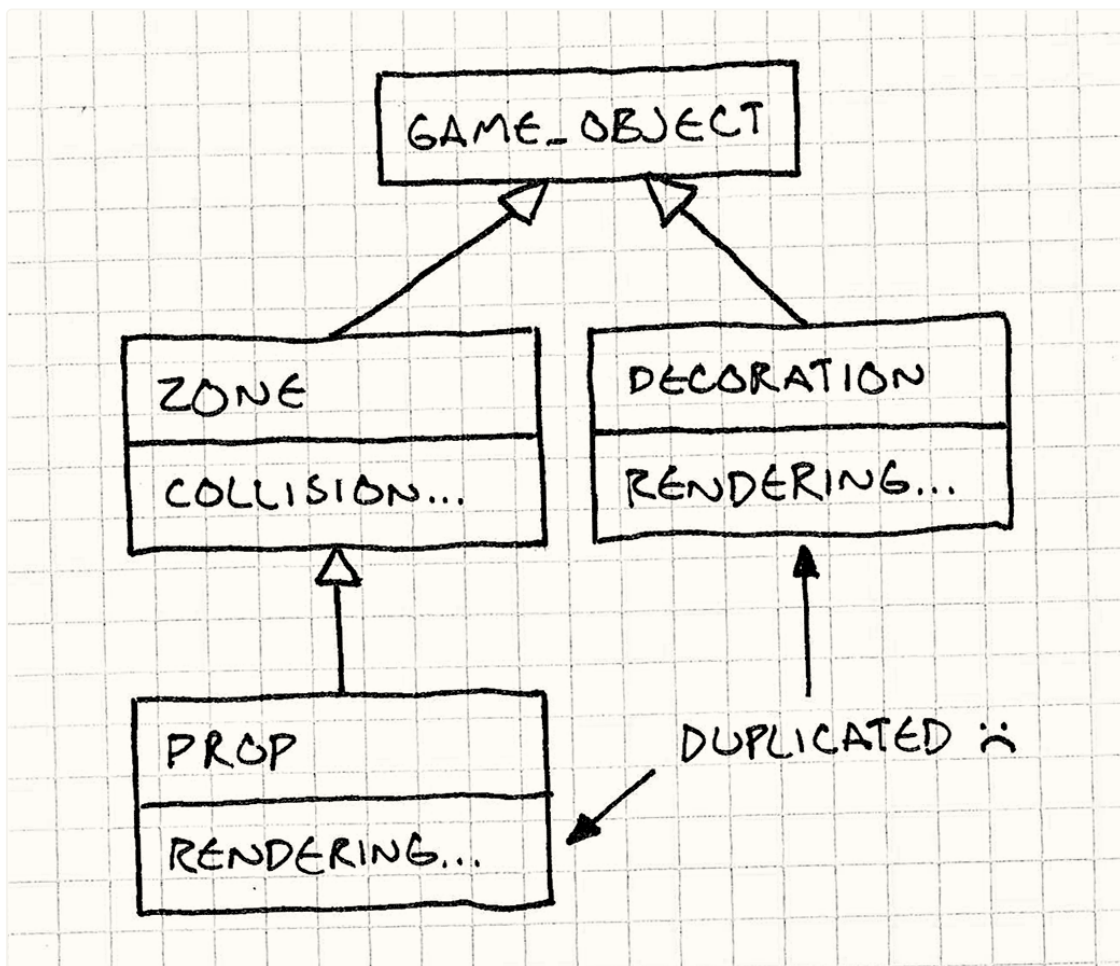 GAME_OBJECT
ZONE
COLLISION...
DECORATION
RENDERING...
PROP
RENDERING...
DUPLICATED :(